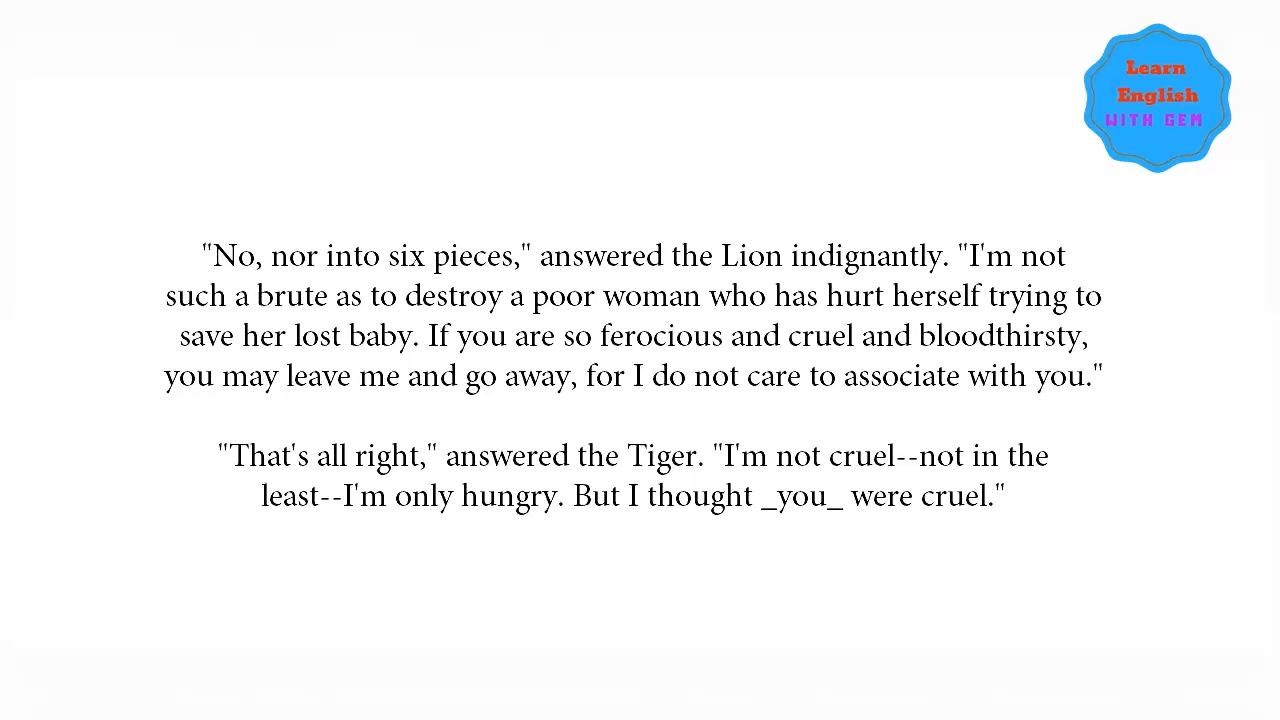 Learn
English
WITH GEM
"No, nor into six pieces," answered the Lion indignantly. "I'm not
such a brute as to destroy a poor woman who has hurt herself trying to
save her lost baby. If you are so ferocious and cruel and bloodthirsty,
you may leave me and go away, for I do not care to associate with you."
"That's all right," answered the Tiger. "I'm not cruel--not in the
least--I'm only hungry. But I thought _you_ were cruel."